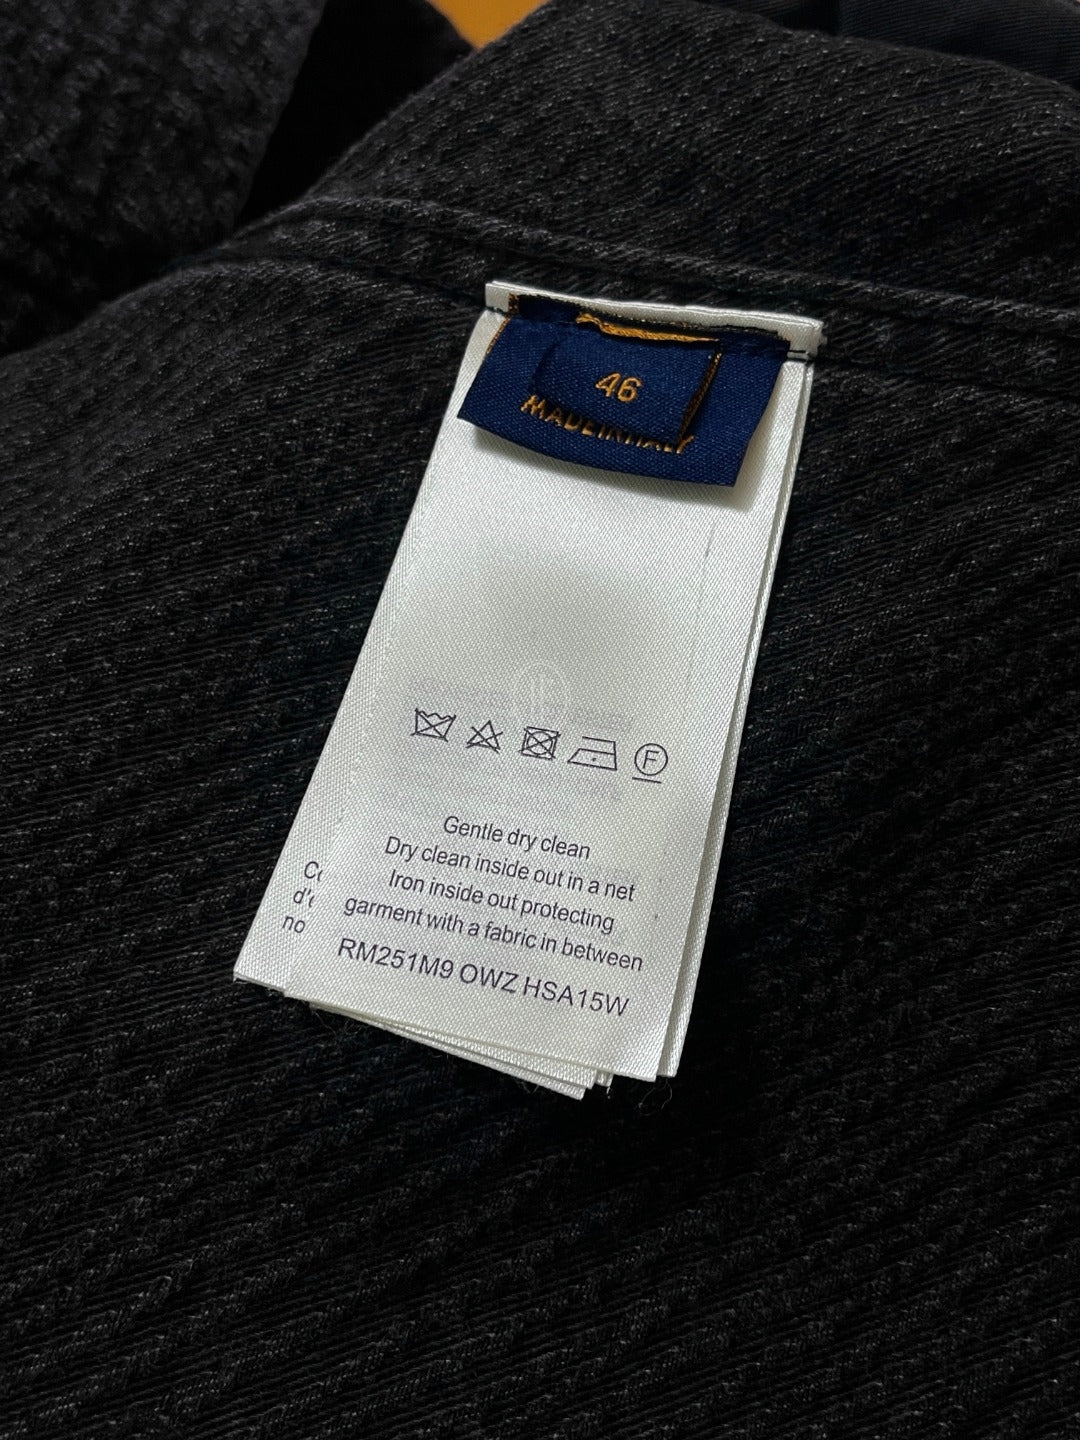 46
MADE IN ITALY
F
Gentle dry clean
Dry clean inside out in a net
Iron inside out protecting
garment with a fabric in between
RM251M9 OWZ HSA15W
no